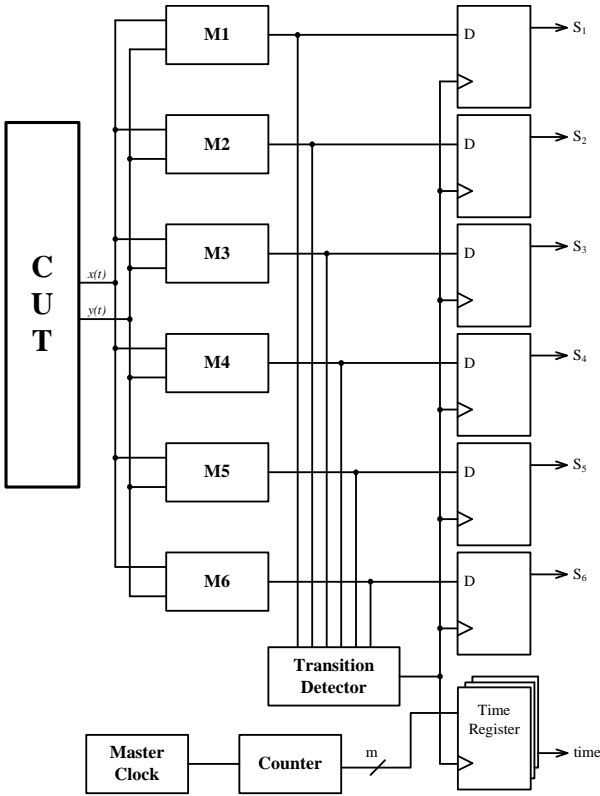 M1
D
S1
M2
D
S2
M3
D
S3
C
U
T
x(t)
y(t)
M4
D
S4
M5
D
S5
M6
D
S6
Transition
Detector
Time
Register
Master
Clock
Counter
m
time